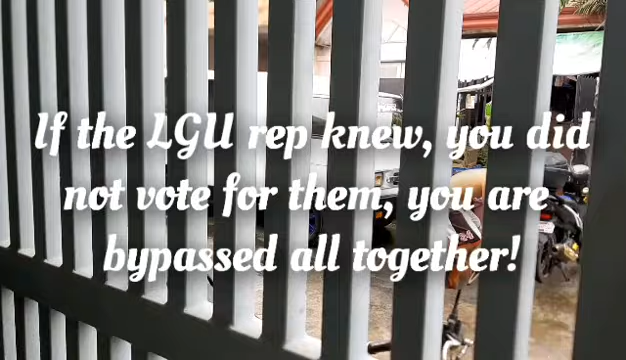 If the LGU rep knew, you did
not vote for them, you are
bypassed all together!